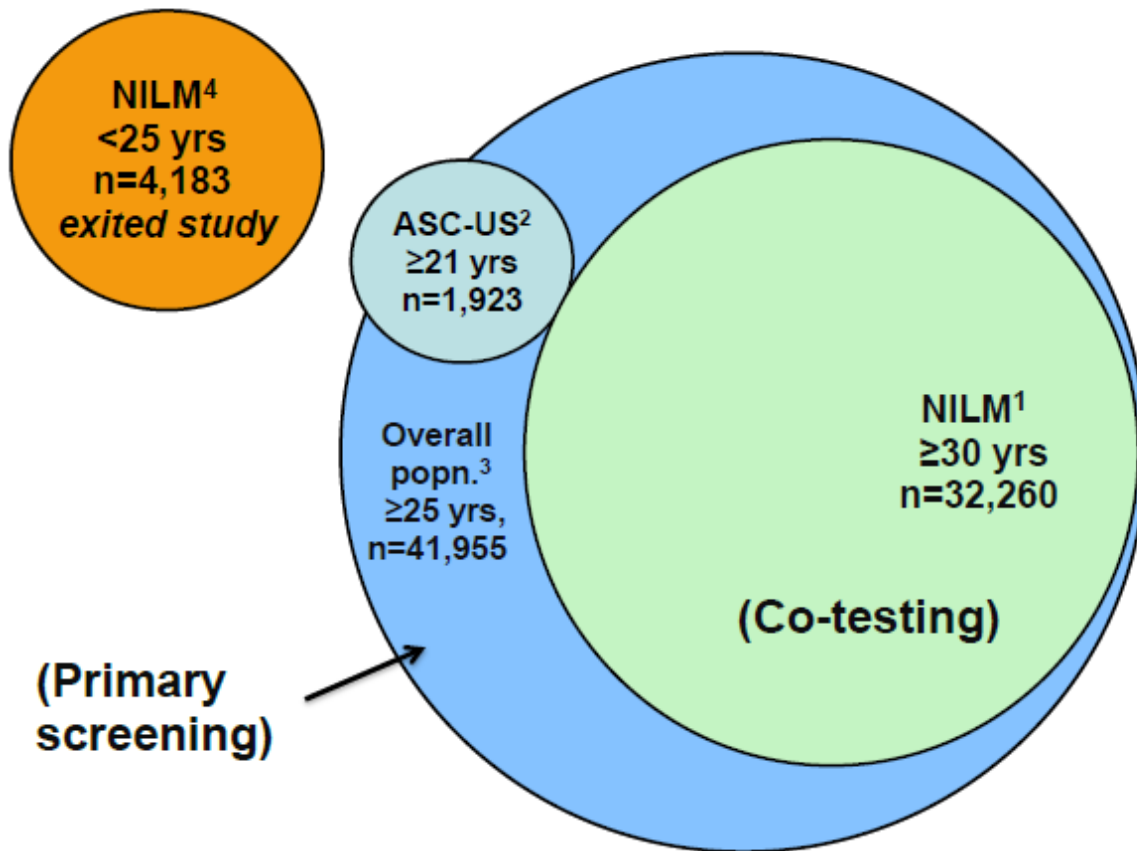 NILM⁴
<25 yrs
n=4,183
exited study
ASC-US²
≥21 yrs
n=1,923
Overall
popn.³
≥25 yrs,
n=41,955
NILM¹
≥30 yrs
n=32,260
(Co-testing)
(Primary
screening)